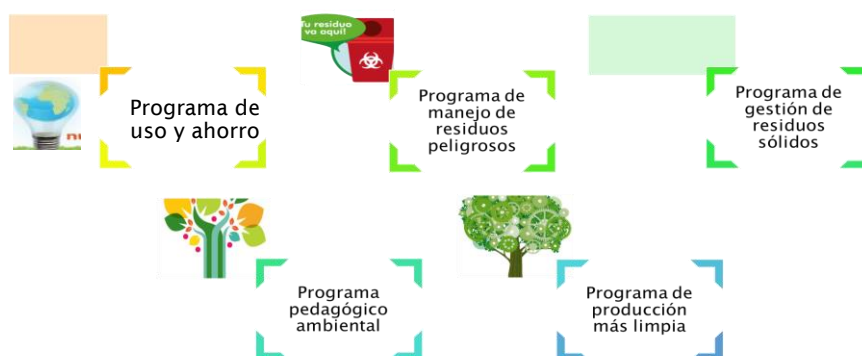 Tu residuo
va aquí!
Programa de
uso y ahorro
Programa de
manejo de
residuos
peligrosos
Programa de
gestión de
residuos
sólidos
Programa
pedagógico
ambiental
Programa de
producción
más limpia